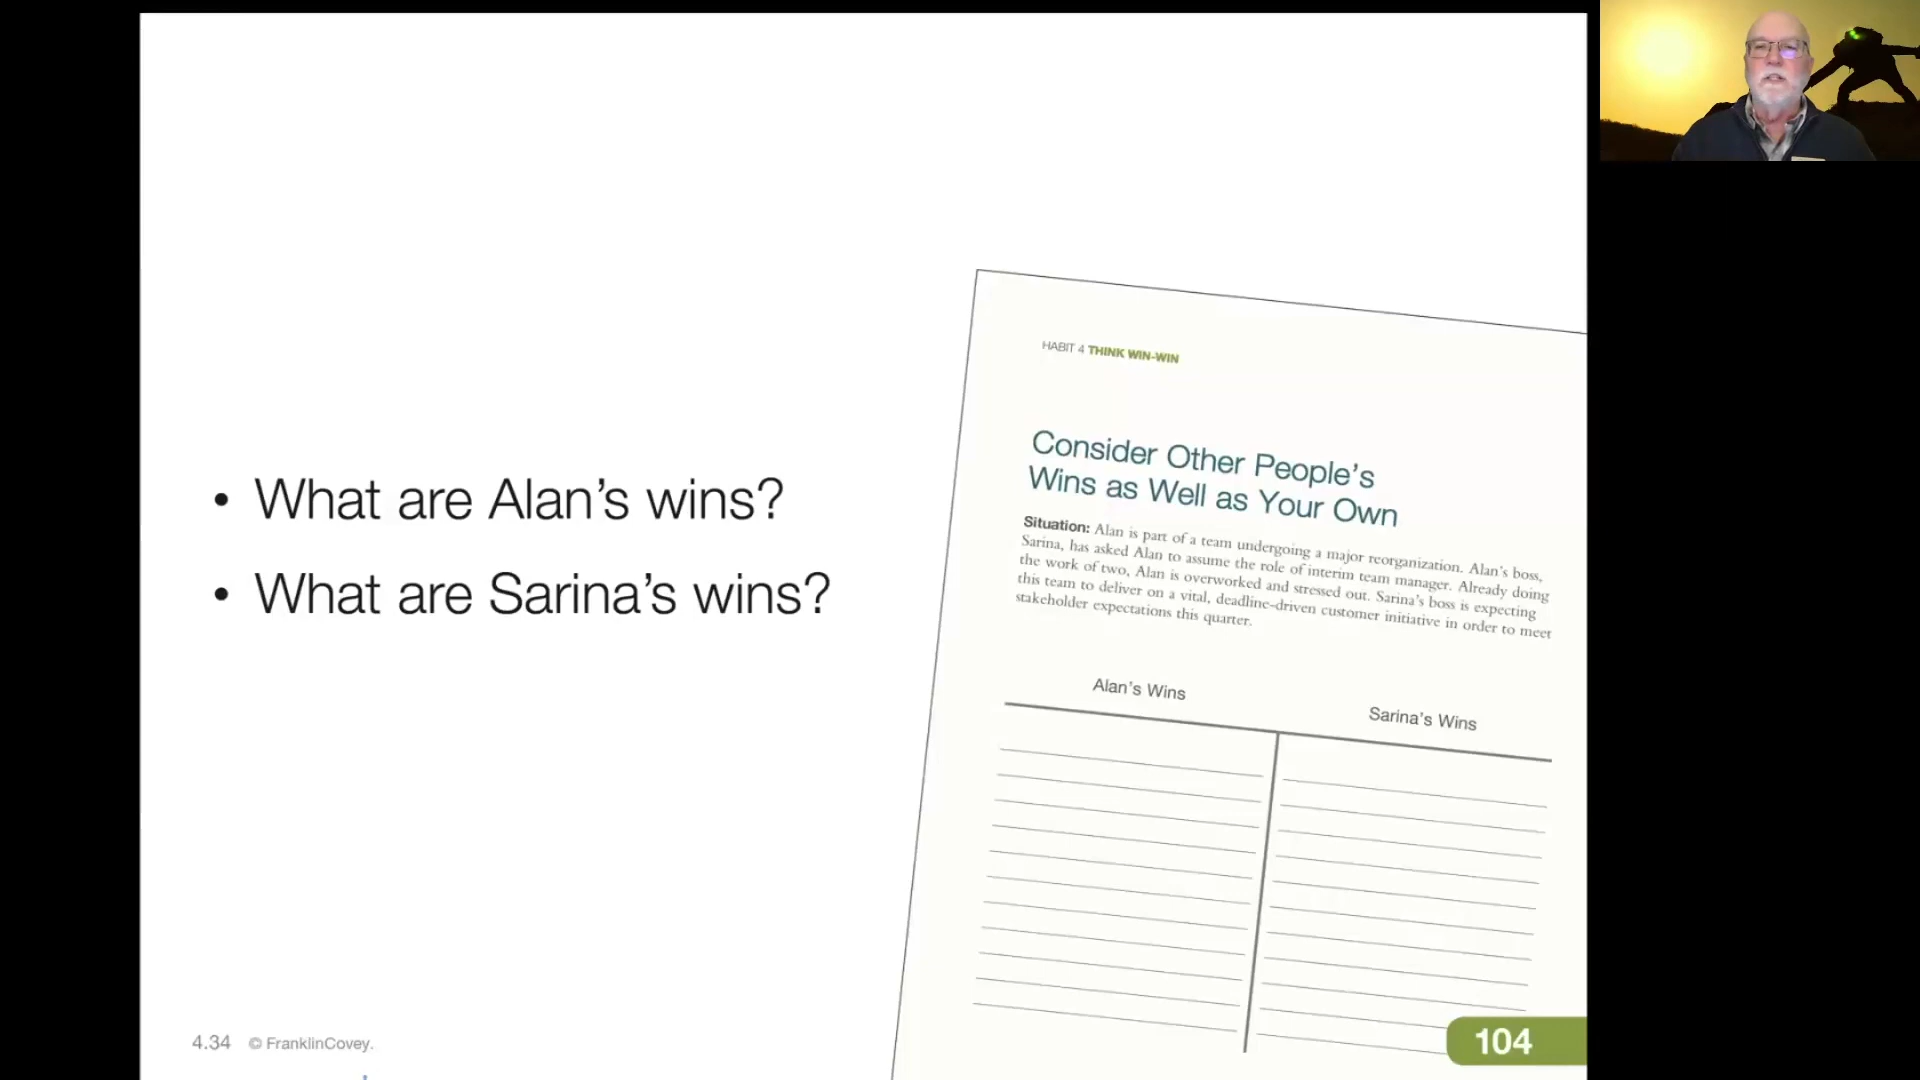 • What are Alan’s wins?
• What are Sarina’s wins?
HABIT 4 THINK WIN-WIN
Consider Other People’s
Wins as Well as Your Own
Situation: Alan is part of a team undergoing a major reorganization. Alan’s boss,
Sarina, has asked Alan to assume the role of interim team manager. Already doing
the work of two, Alan is overworked and stressed out. Sarina’s boss is expecting
this team to deliver on a vital, deadline-driven customer initiative in order to meet
stakeholder expectations this quarter.
Alan’s Wins
Sarina’s Wins
4.34 © FranklinCovey.
104